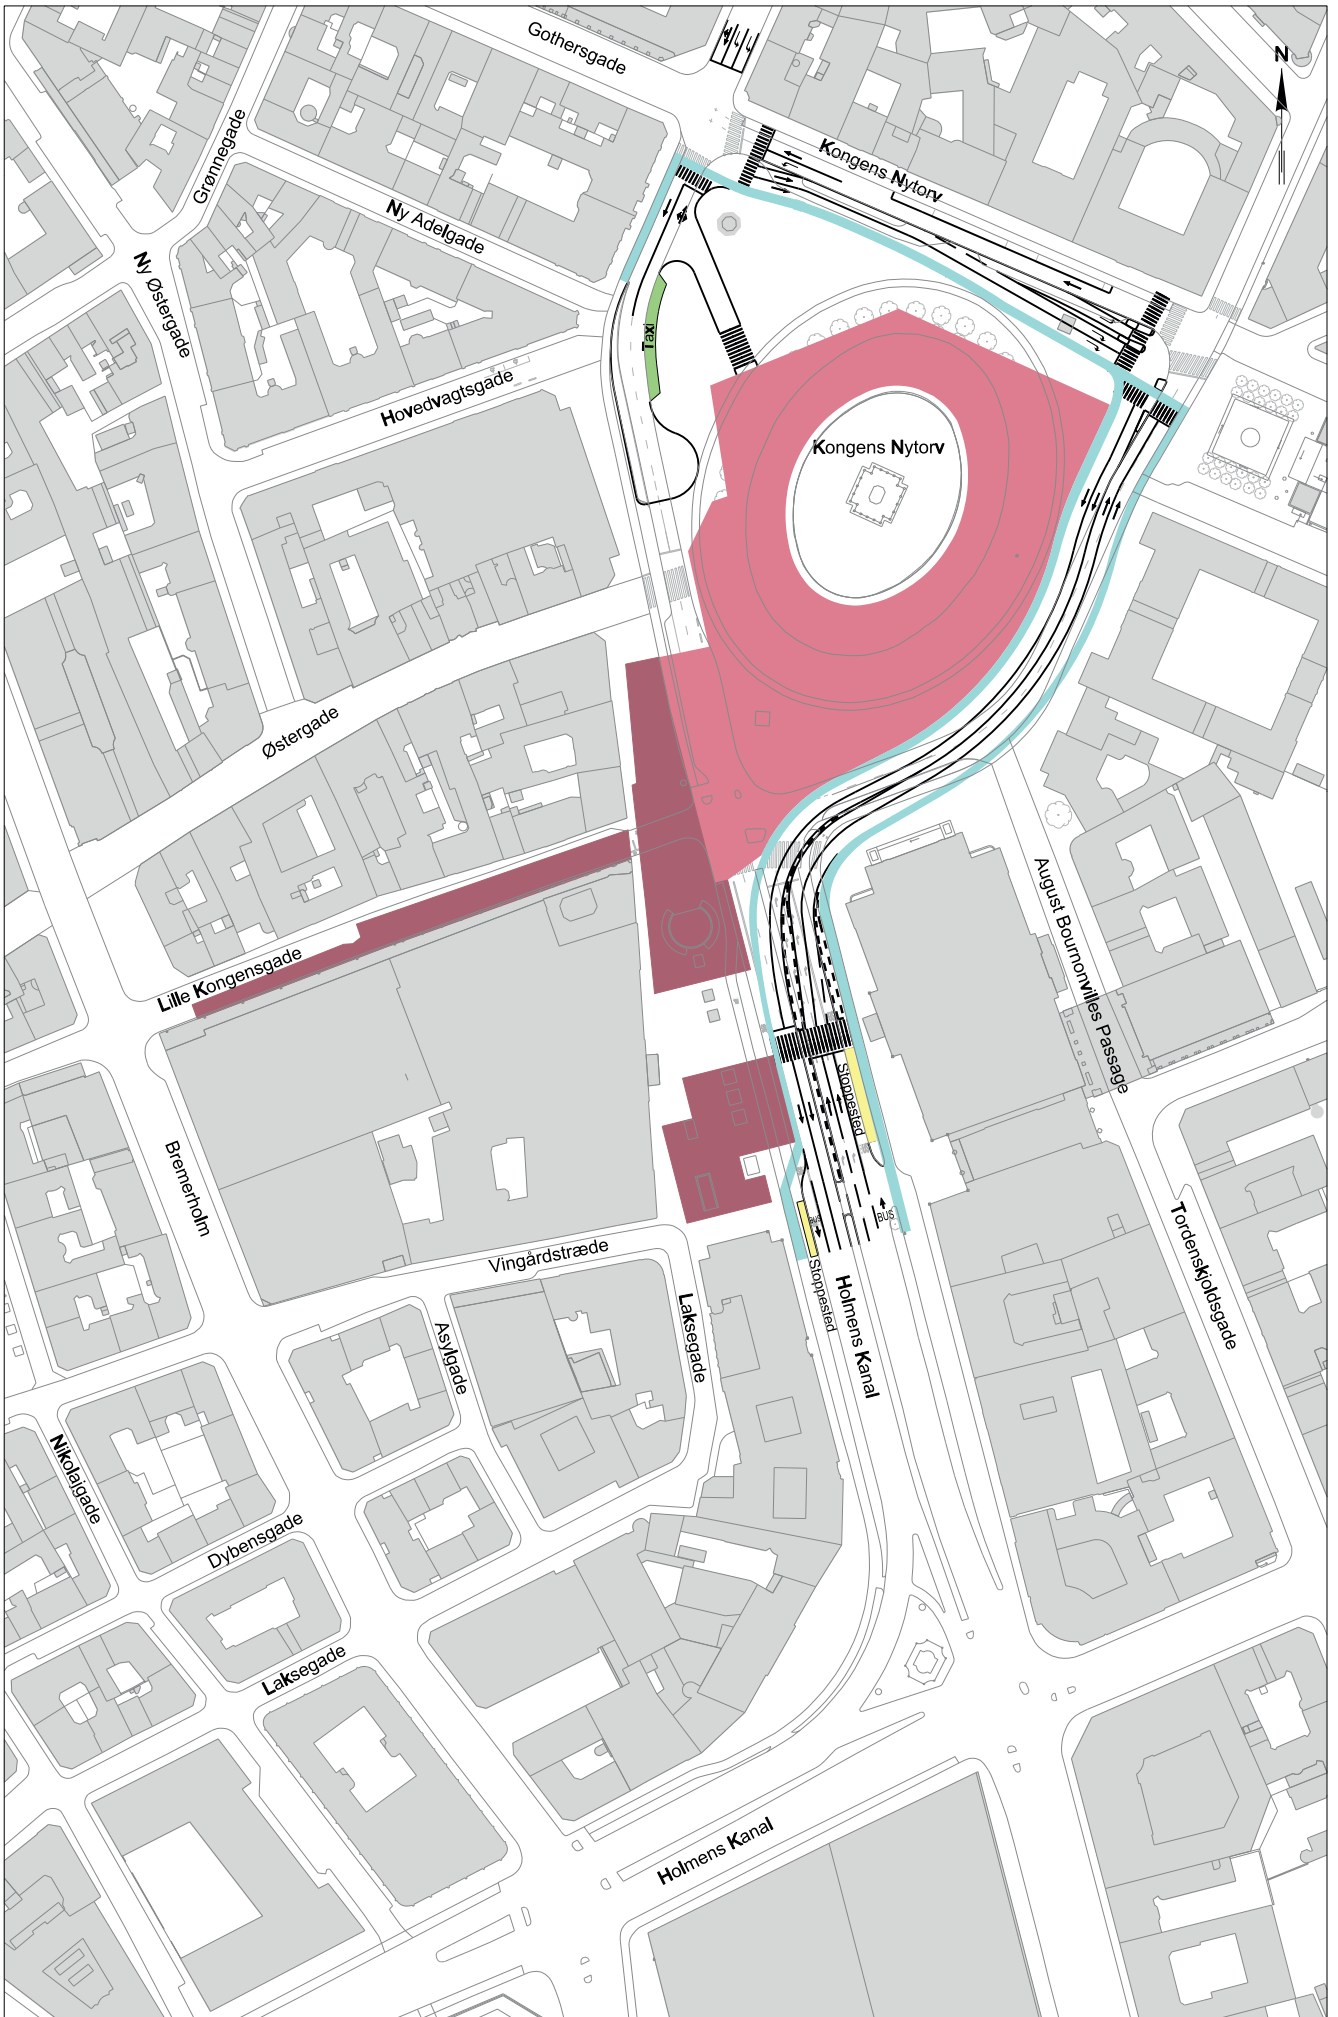 Gothersgade
N
Grønnegade
Kongens Nytorv
Ny Adelgade
Ny Østergade
Taxi
Hovedvagtsgade
Kongens Nytorv
Østergade
August Bournonvilles Passage
Lille Kongensgade
Stoppested
Bremerholm
BUS
BUS
Tordenskjoldsgade
Vingårdstræde
Stoppested
Holmens Kanal
Laksegade
Asylgade
Nikolajgade
Dybensgade
Laksegade
Holmens Kanal